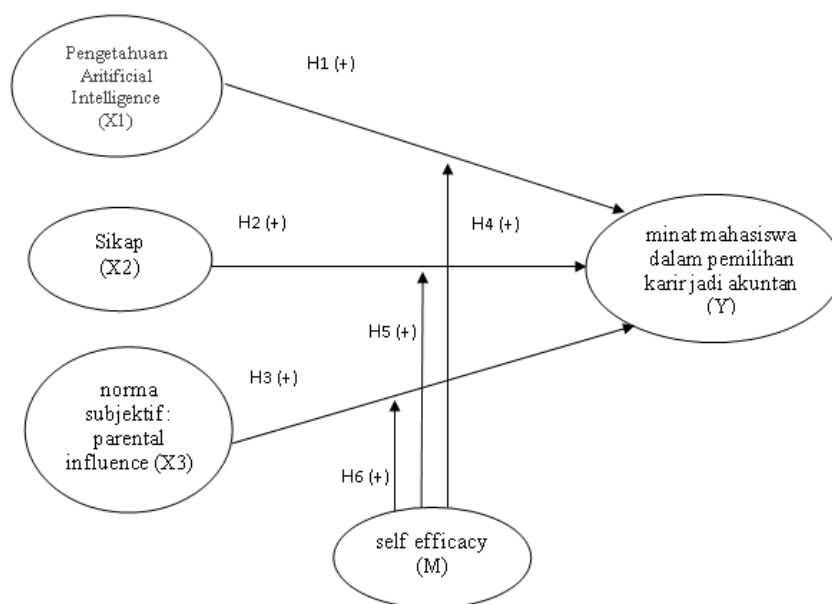 Pengetahuan
Aritificial
Intelligence
(X1)
H1 (+)
Sikap
(X2)
H2 (+)
H4 (+)
minat mahasiswa
dalam pemilihan
karir jadi akuntan
(Y)
H5 (+)
norma
subjektif :
parental
influence (X3)
H3 (+)
H6 (+)
self efficacy
(M)